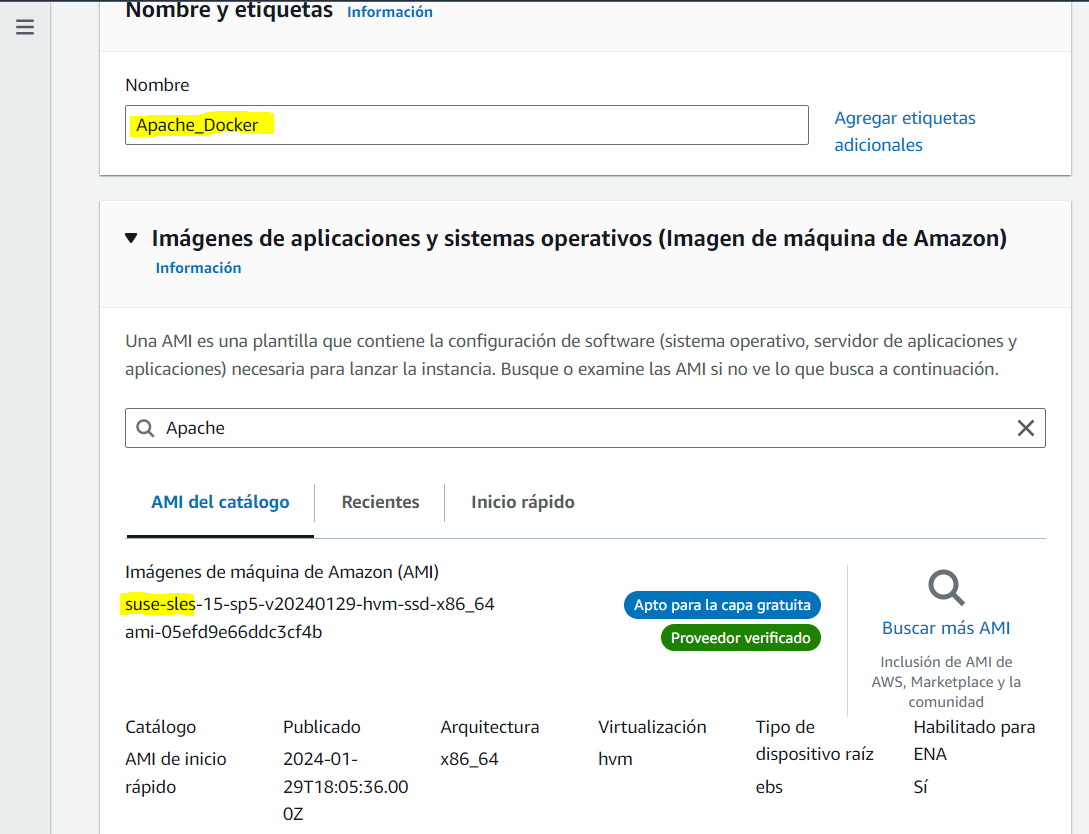 Nombre y etiquetas Información
Nombre
Apache_Docker
Agregar etiquetas
adicionales
Imágenes de aplicaciones y sistemas operativos (Imagen de máquina de Amazon)
Información
Una AMI es una plantilla que contiene la configuración de software (sistema operativo, servidor de aplicaciones y
aplicaciones) necesaria para lanzar la instancia. Busque o examine las AMI si no ve lo que busca a continuación.
Apache
AMI del catálogo Recientes Inicio rápido
Imágenes de máquina de Amazon (AMI)
suse-sles-15-sp5-v20240129-hvm-ssd-x86_64
ami-05efd9e66ddc3cf4b
Apto para la capa gratuita
Proveedor verificado
Buscar más AMI
Inclusión de AMI de
AWS, Marketplace y la
comunidad
Catálogo
AMI de inicio
rápido
Publicado
2024-01-
29T18:05:36.00
0Z
Arquitectura
x86_64
Virtualización
hvm
Tipo de
dispositivo raíz
ebs
Habilitado para
ENA
Sí